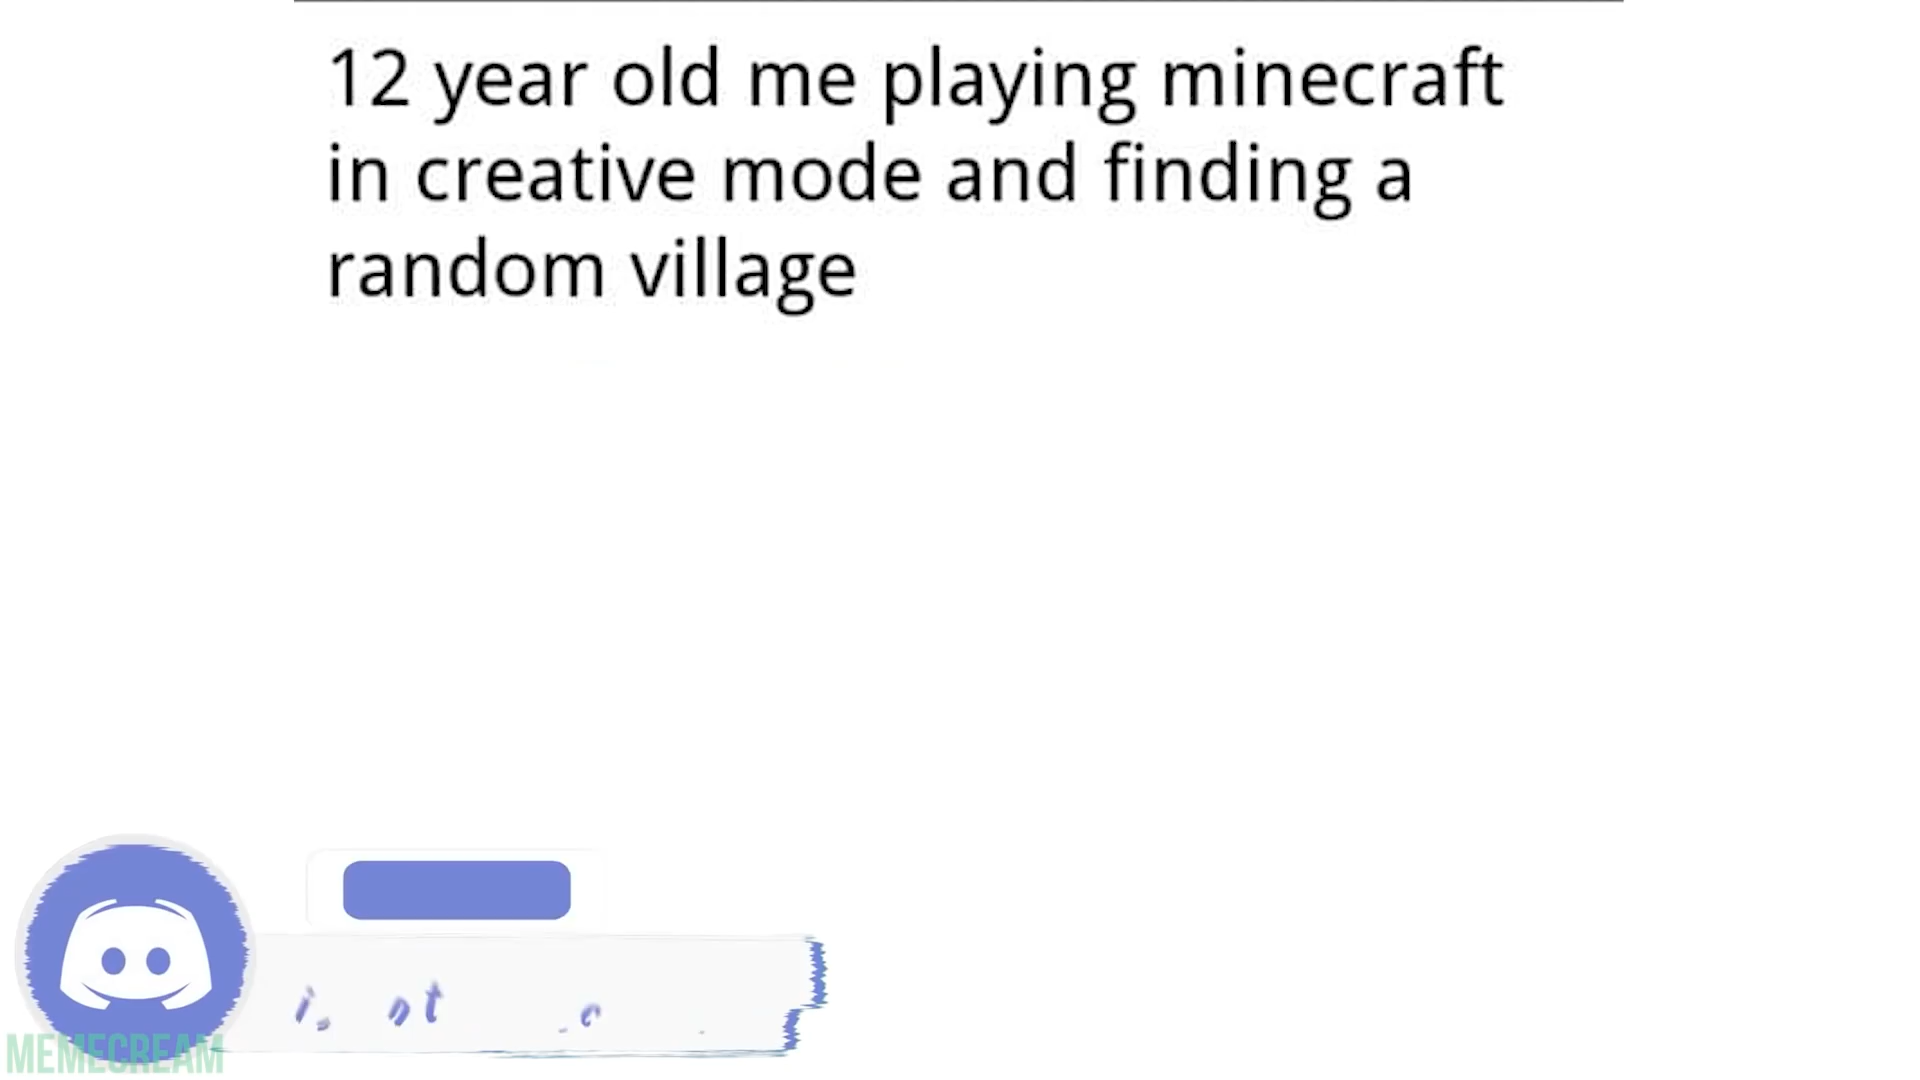 12 year old me playing minecraft
in creative mode and finding a
random village
MEMECREAM